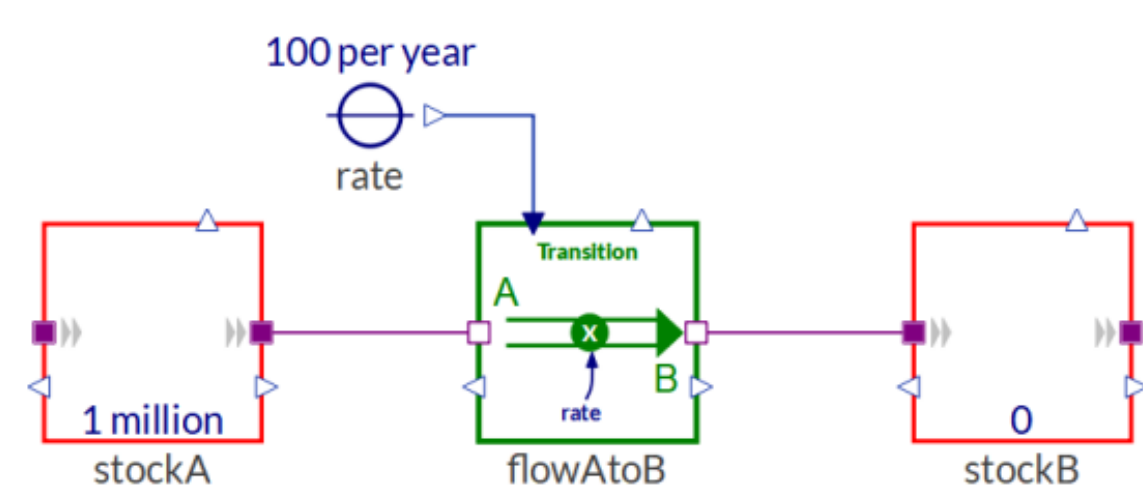 100 per year
rate
Transition
A
X
B
rate
1 million
0
stockA
flowAtoB
stockB